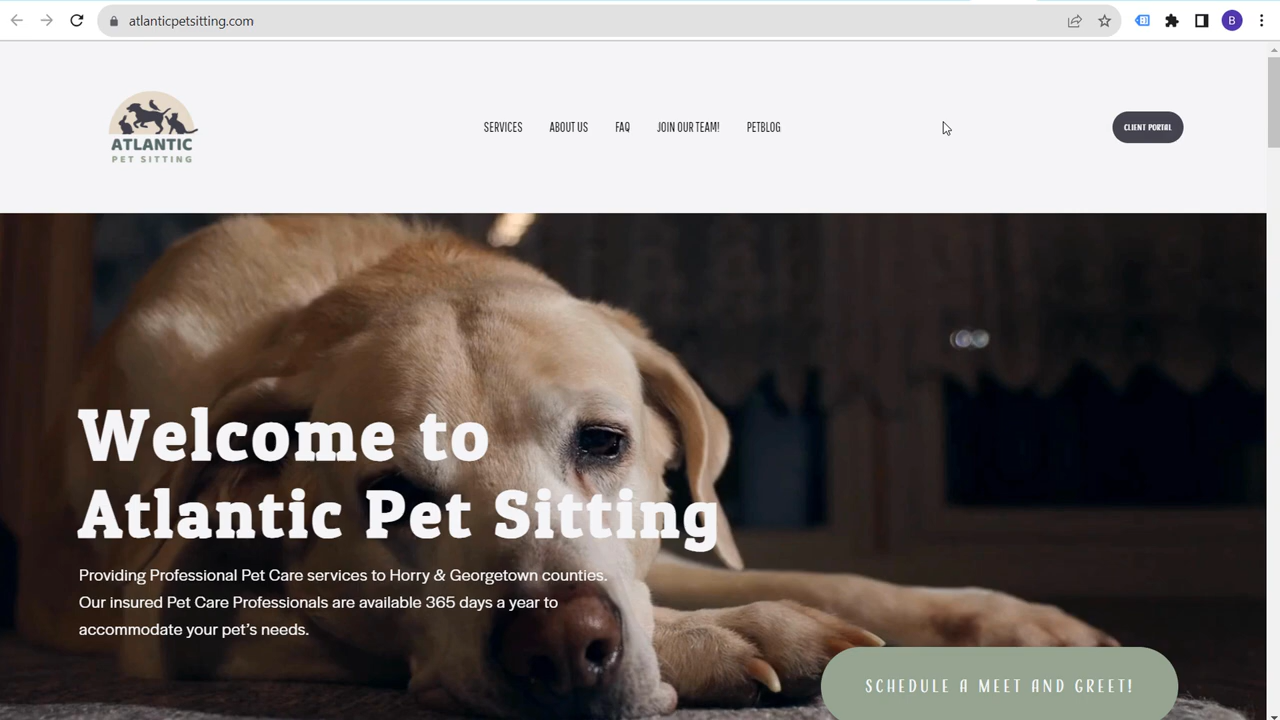 atlanticpetsitting.com
B
ATLANTIC
PET SITTING
SERVICES
ABOUT US
FAQ
JOIN OUR TEAM!
PETBLOG
CLIENT PORTAL
Welcome to
Atlantic Pet Sitting
Providing Professional Pet Care services to Horry & Georgetown counties.
Our insured Pet Care Professionals are available 365 days a year to
accommodate your pet's needs.
SCHEDULE A MEET AND GREET!